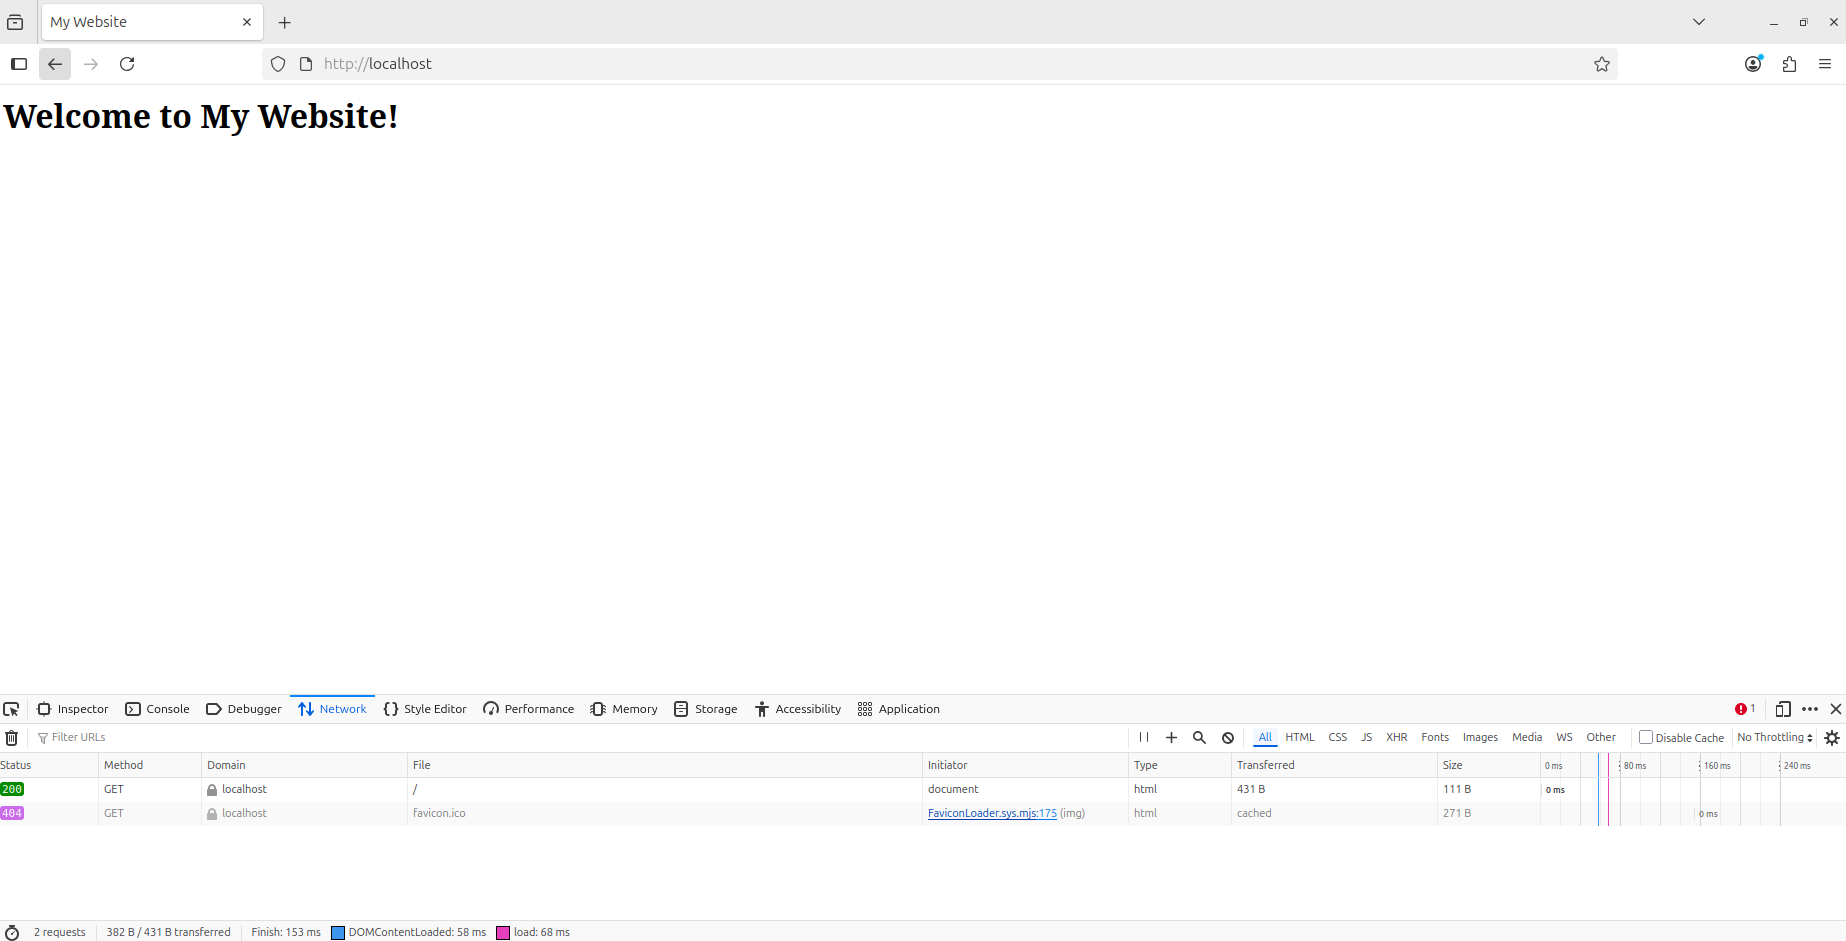 My Website
http://localhost
Welcome to My Website!
Inspector Console Debugger Network Style Editor Performance Memory Storage Accessibility Application 1
Filter URLs All HTML CSS JS XHR Fonts Images Media WS Other Disable Cache No Throttling
Status Method Domain File Initiator Type Transferred Size 0 ms 80 ms 160 ms 240 ms
200 GET localhost / document html 431 B 111 B 0 ms
404 GET localhost favicon.ico FaviconLoader.sys.mjs:175 (img) html cached 271 B 0 ms
2 requests 382 B / 431 B transferred Finish: 153 ms DOMContentLoaded: 58 ms load: 68 ms